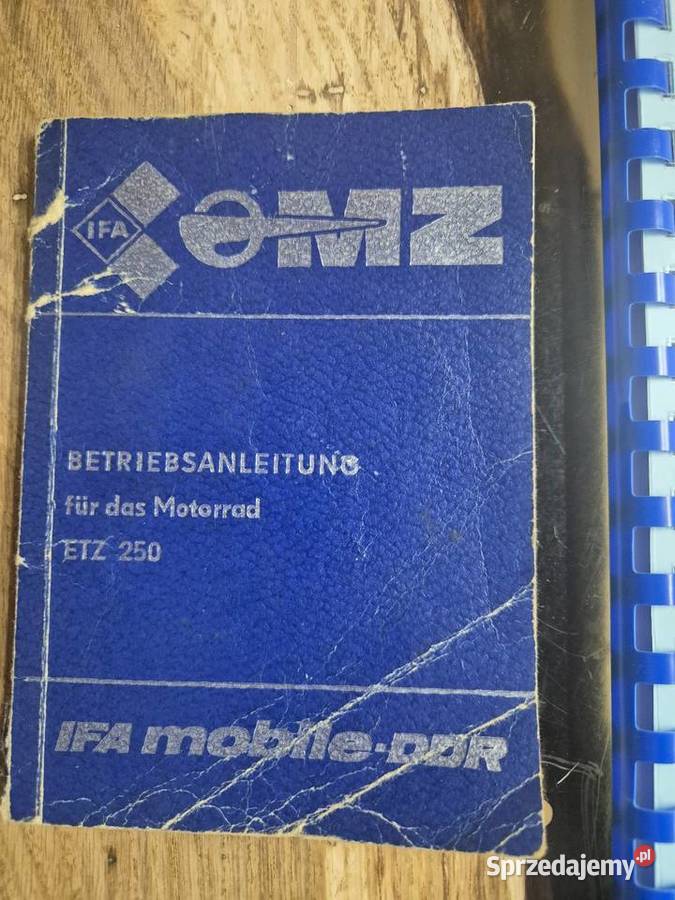 IFA
MZ
BETRIEBSANLEITUNG
für das Motorrad
ETZ 250
IFA mobile-DDR
Sprzedajemy.pl